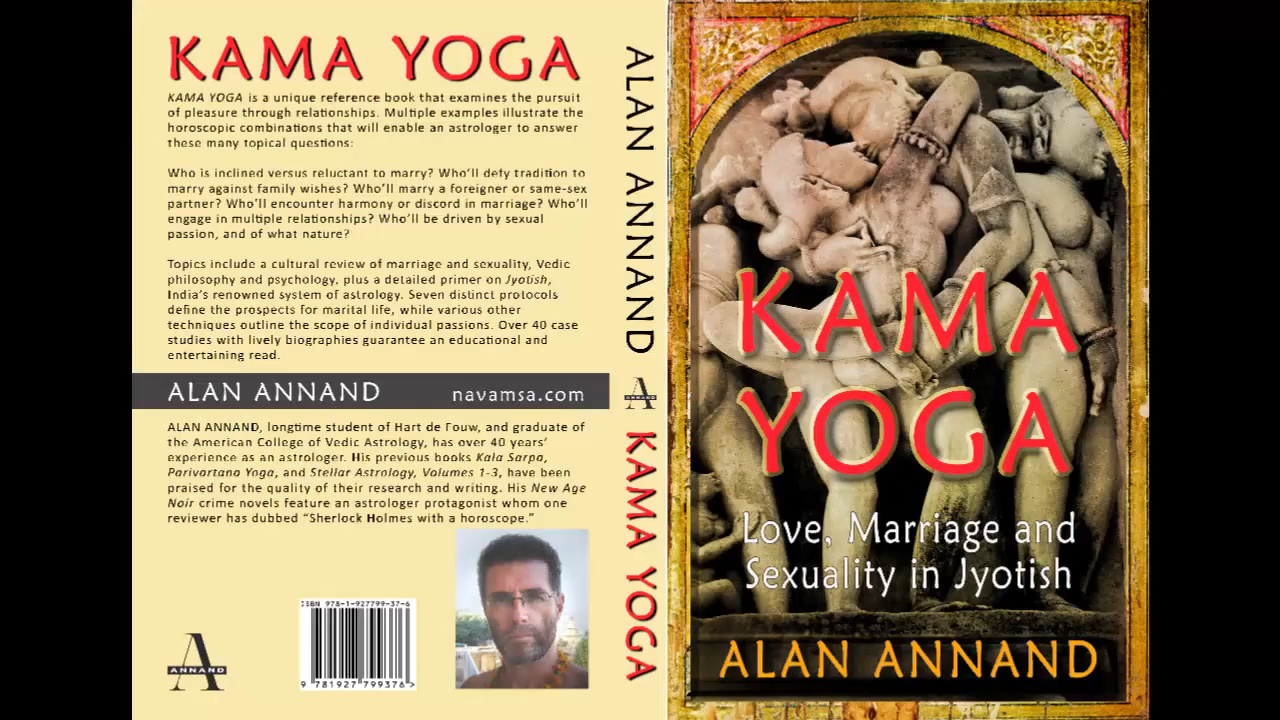 KAMA YOGA
KAMA YOGA is a unique reference book that examines the pursuit
of pleasure through relationships. Multiple examples illustrate the
horoscopic combinations that will enable an astrologer to answer
these many topical questions:
Who is inclined versus reluctant to marry? Who'll defy tradition to
marry against family wishes? Who'll marry a foreigner or same-sex
partner? Who'll encounter harmony or discord in marriage? Who'll
engage in multiple relationships? Who'll be driven by sexual
passion, and of what nature?
Topics include a cultural review of marriage and sexuality, Vedic
philosophy and psychology, plus a detailed primer on Jyotish,
India's renowned system of astrology. Seven distinct protocols
define the prospects for marital life, while various other
techniques outline the scope of individual passions. Over 40 case
studies with lively biographies guarantee an educational and
entertaining read.
ALAN ANNAND navamsa.com
ALAN ANNAND, longtime student of Hart de Fouw, and graduate of
the American College of Vedic Astrology, has over 40 years'
experience as an astrologer. His previous books Kala Sarpa,
Parivartana Yoga, and Stellar Astrology, Volumes 1-3, have been
praised for the quality of their research and writing. His New Age
Noir crime novels feature an astrologer protagonist whom one
reviewer has dubbed "Sherlock Holmes with a horoscope."
A
ANNAND
ISBN 978-1-927799-37-6
9 781927 799376 >
ALAN ANNAND
A
ANNAND
KAMA YOGA
KAMA
YOGA
Love, Marriage and
Sexuality in Jyotish
ALAN ANNAND